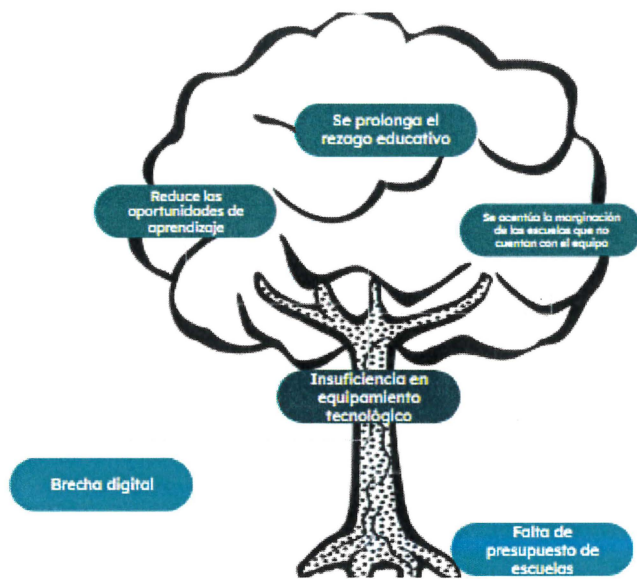 Se prolonga el
rezago educativo
Reduce las
oportunidades de
aprendizaje
Se acentúa la marginación
de las escuelas que no
cuentan con el equipo
Insuficiencia en
equipamiento
tecnológico
Brecha digital
Falta de
presupuesto de
escuelas